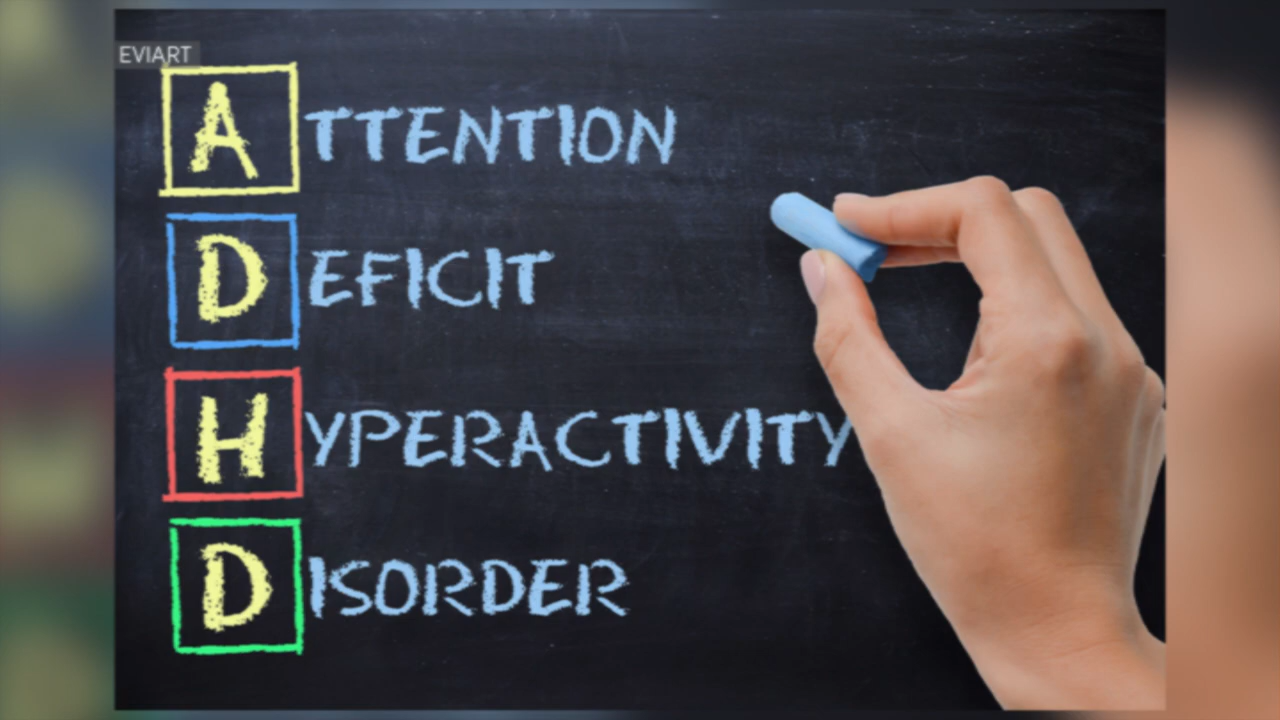 EVIART
ATTENTION
DEFICIT
HYPERACTIVITY
DISORDER